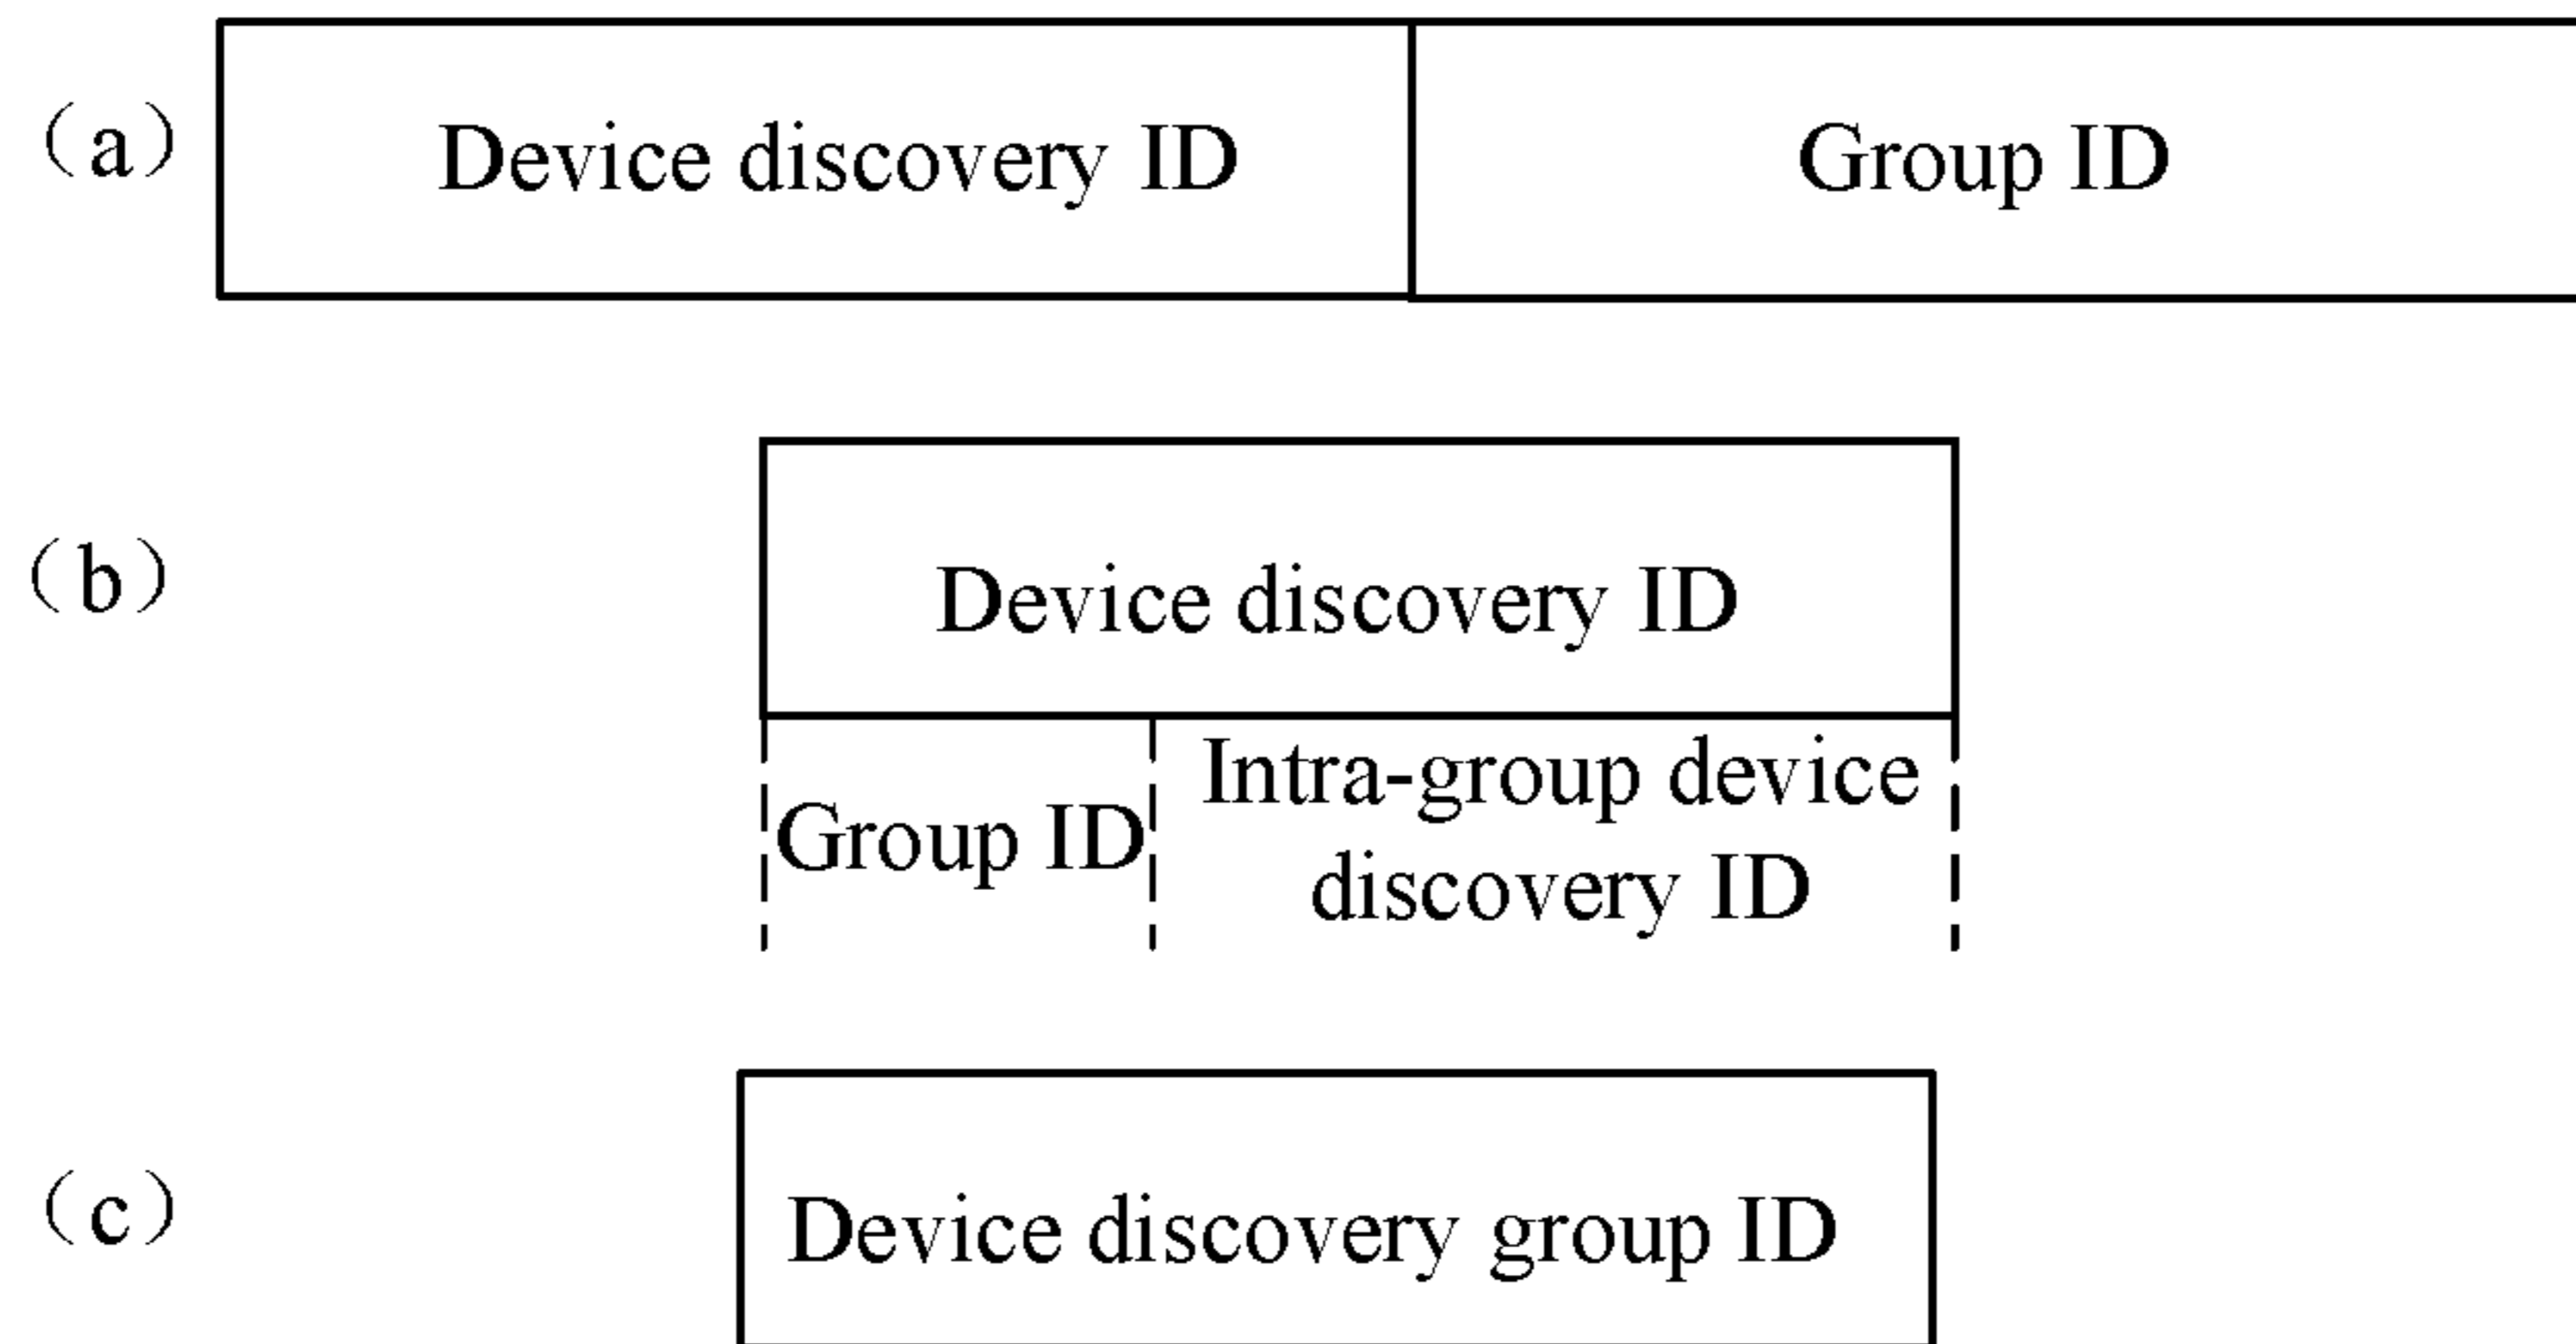 （a）
Device discovery ID
Group ID
（b）
Device discovery ID
Group ID
Intra-group device
discovery ID
（c）
Device discovery group ID